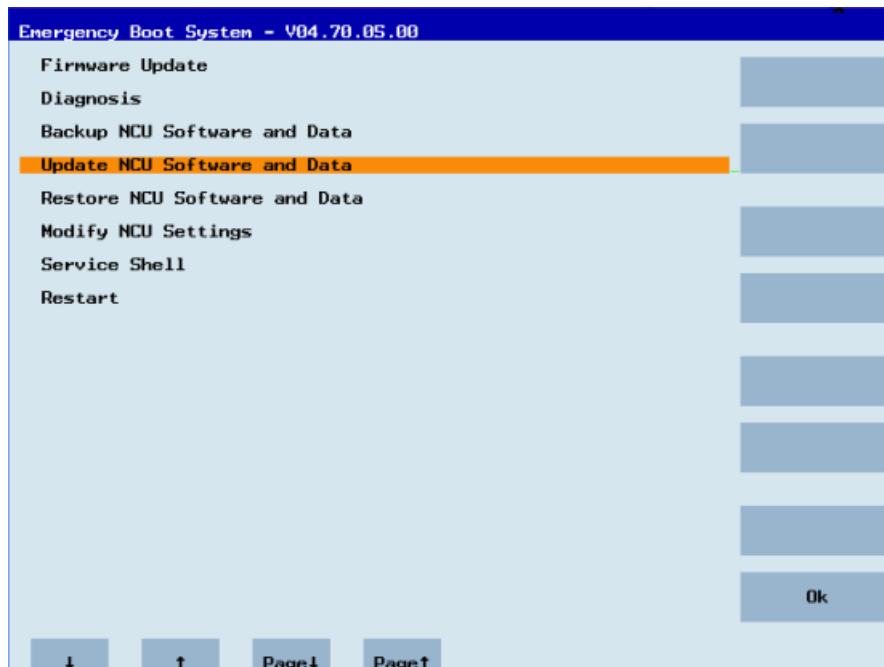 Emergency Boot System - V04.70.05.00
Firmware Update
Diagnosis
Backup NCU Software and Data
Update NCU Software and Data
Restore NCU Software and Data
Modify NCU Settings
Service Shell
Restart
Ok
↓ ↑ Page↓ Page↑